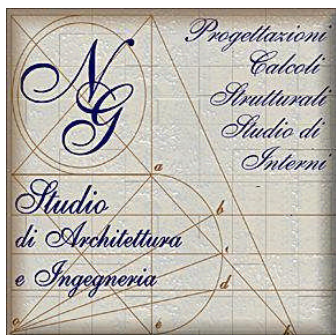 NG
Progettazioni
Calcoli
Strutturali
Studio di
Interni
Studio
di Architettura
e Ingegneria
a
b
c
d
e